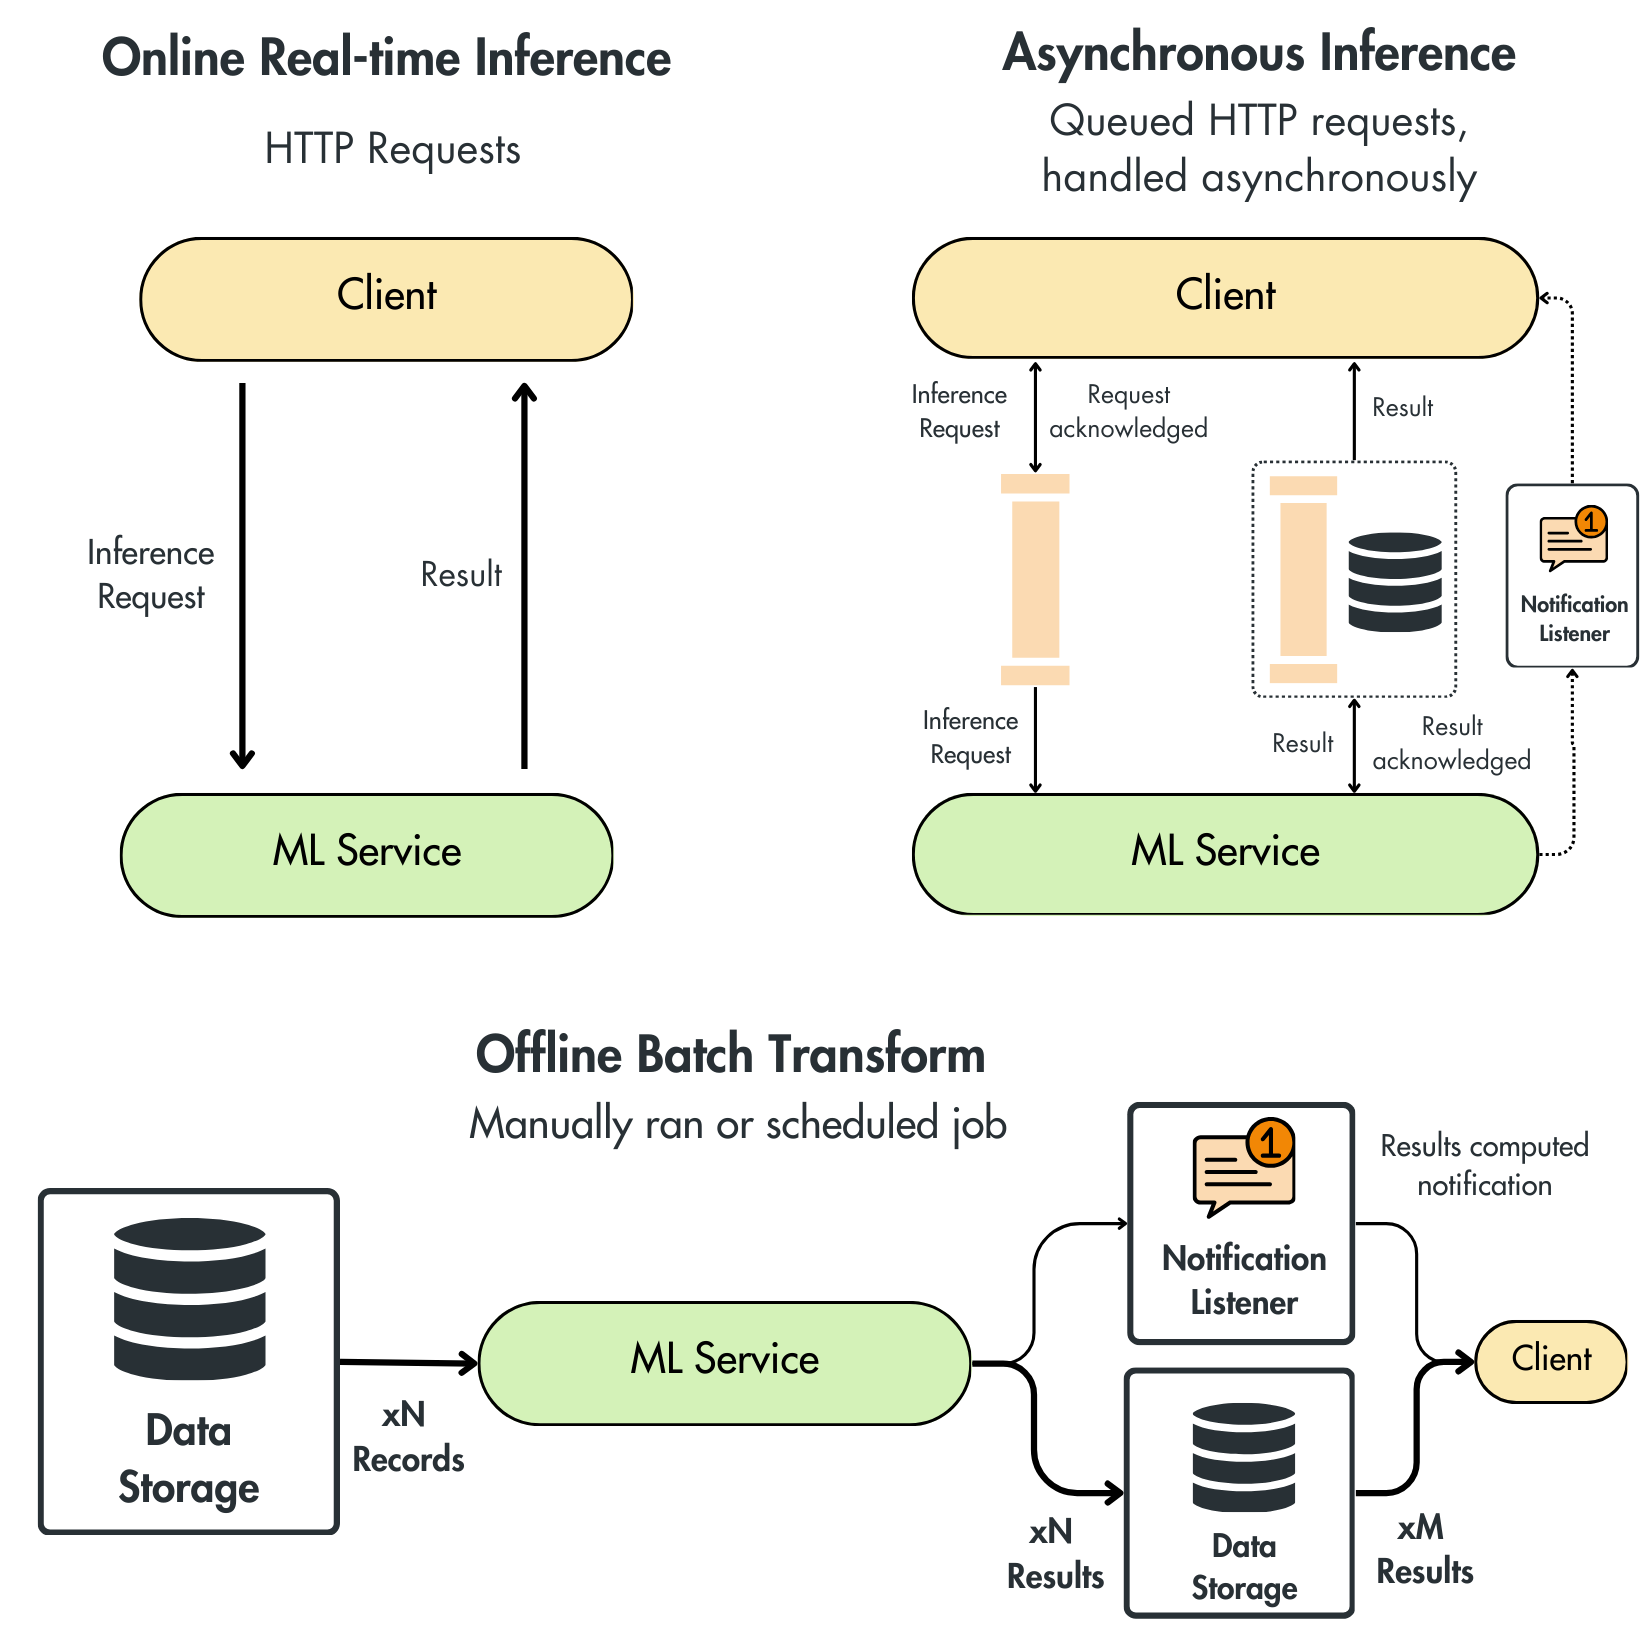 Online Real-time Inference
HTTP Requests
Client
Inference
Request
Result
ML Service
Asynchronous Inference
Queued HTTP requests,
handled asynchronously
Client
Inference
Request
Request
acknowledged
Result
1
Notification
Listener
Inference
Request
Result
Result
acknowledged
ML Service
Offline Batch Transform
Manually ran or scheduled job
Data
Storage
xN
Records
ML Service
1
Notification
Listener
Results computed
notification
xN
Results
Data
Storage
xM
Results
Client